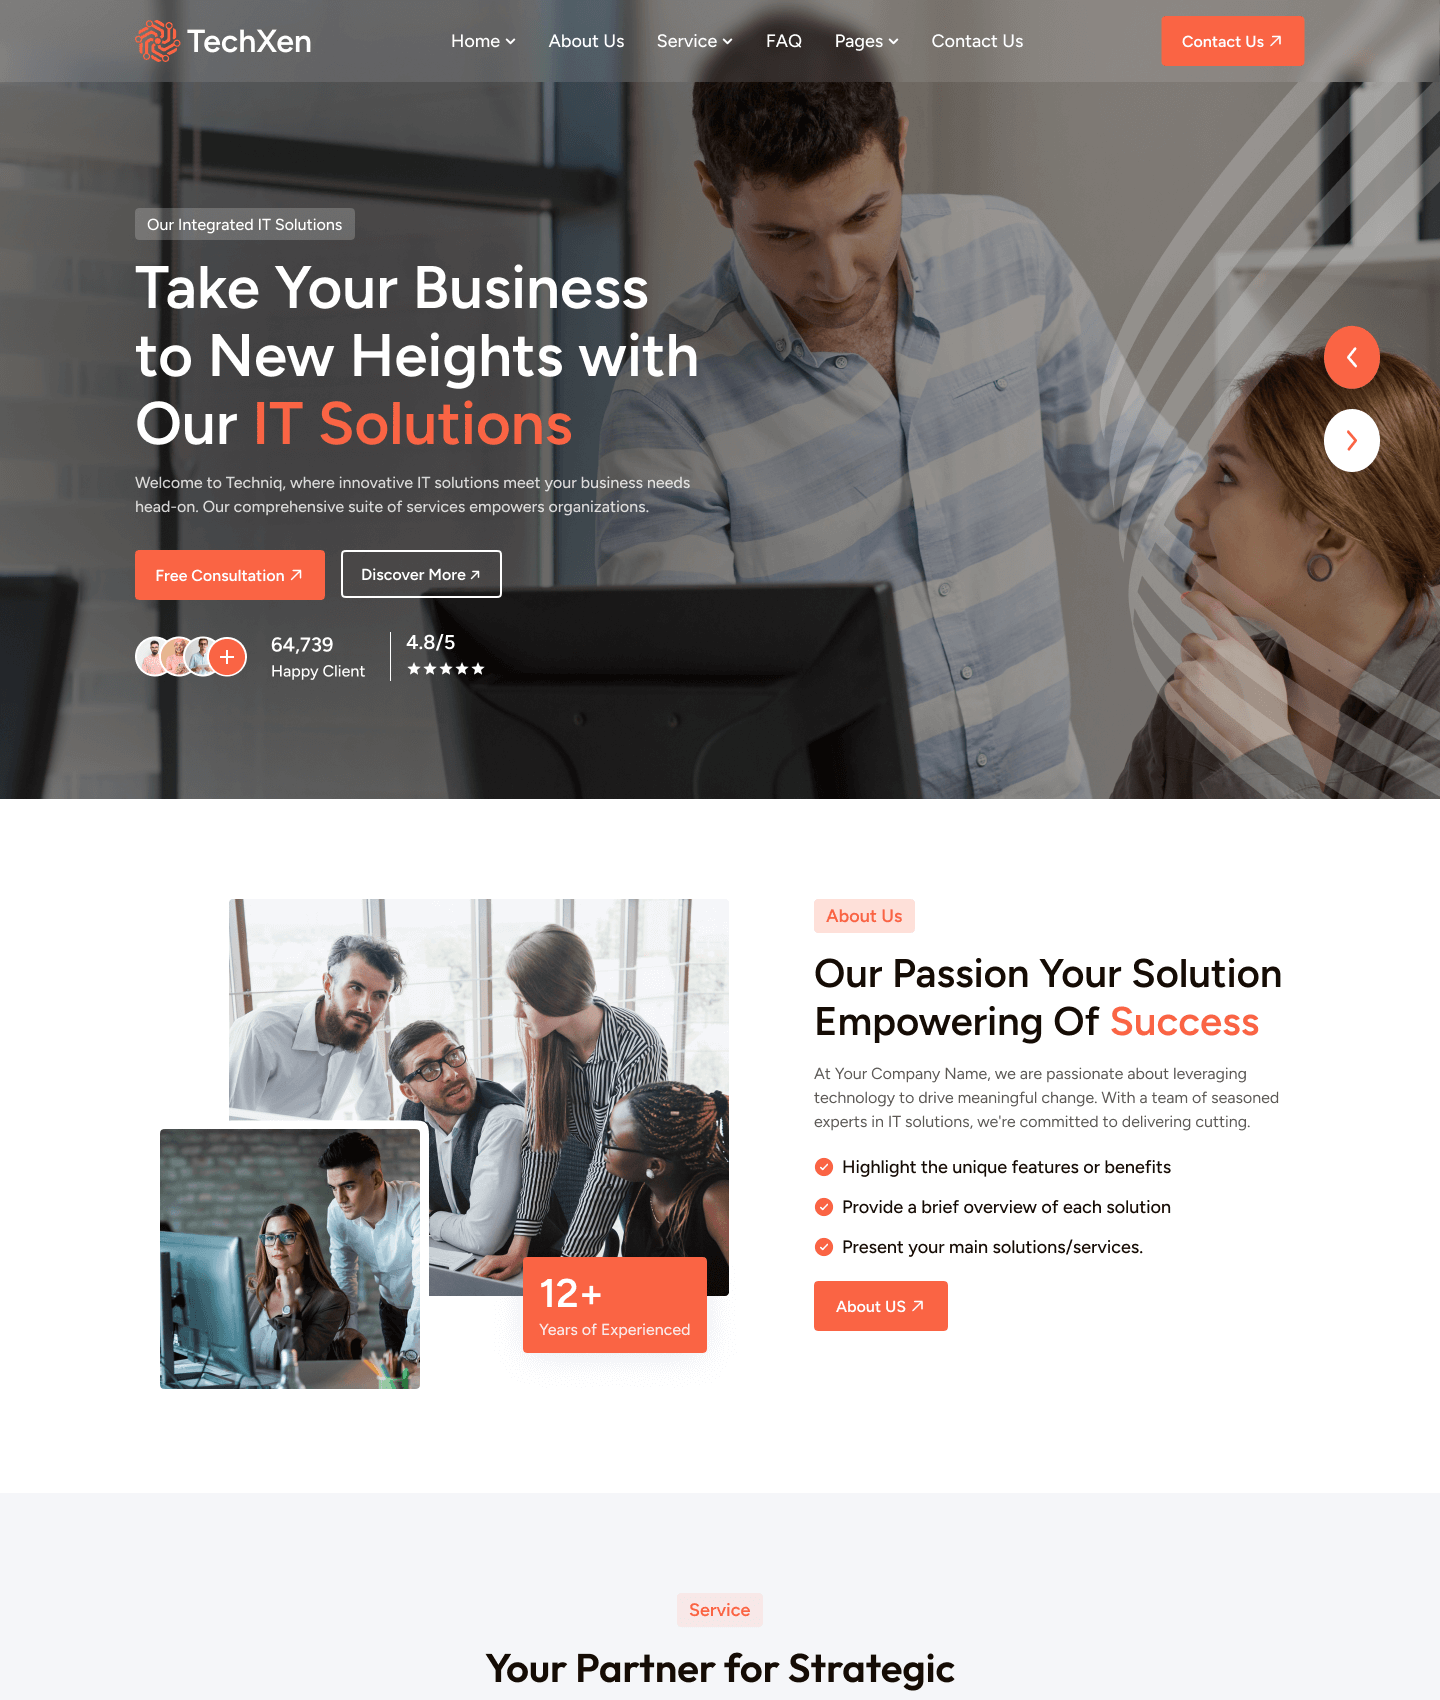 TechXen
Home
About Us
Service
FAQ
Pages
Contact Us
Contact Us
Our Integrated IT Solutions
Take Your Business
to New Heights with
Our IT Solutions
Welcome to Techniq, where innovative IT solutions meet your business needs
head-on. Our comprehensive suite of services empowers organizations.
Free Consultation
Discover More
64,739
Happy Client
4.8/5
About Us
Our Passion Your Solution
Empowering Of Success
At Your Company Name, we are passionate about leveraging
technology to drive meaningful change. With a team of seasoned
experts in IT solutions, we're committed to delivering cutting.
Highlight the unique features or benefits
Provide a brief overview of each solution
Present your main solutions/services.
About US
12+
Years of Experienced
Service
Your Partner for Strategic